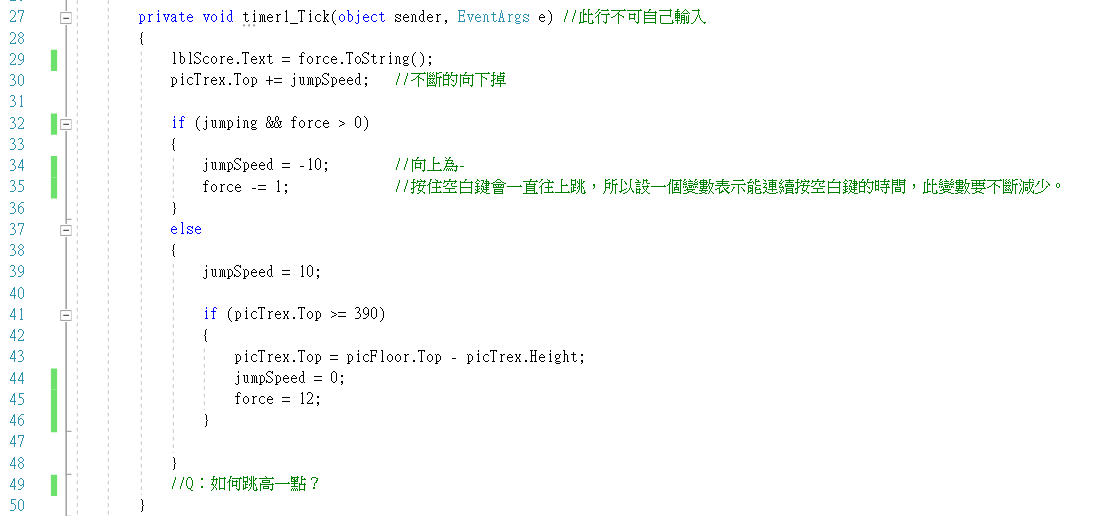 27 private void timer1_Tick(object sender, EventArgs e) //此行不可自己輸入
28 {
29 lblScore.Text = force.ToString();
30 picTrex.Top += jumpSpeed; //不斷的向下掉
31
32 if (jumping && force > 0)
33 {
34 jumpSpeed = -10; //向上為-
35 force -= 1; //按住空白鍵會一直往上跳，所以設一個變數表示能連續按空白鍵的時間，此變數要不斷減少。
36 }
37 else
38 {
39 jumpSpeed = 10;
40
41 if (picTrex.Top >= 390)
42 {
43 picTrex.Top = picFloor.Top - picTrex.Height;
44 jumpSpeed = 0;
45 force = 12;
46 }
47
48 }
49 //Q：如何跳高一點？
50 }